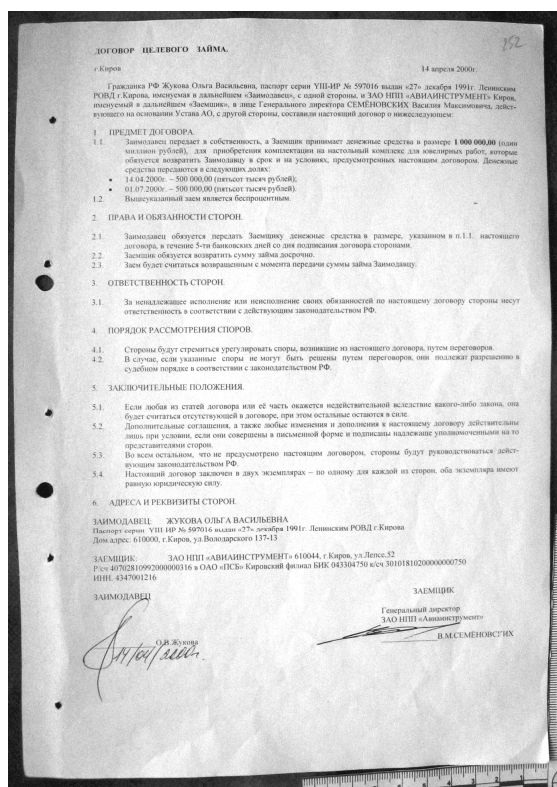 252
ДОГОВОР ЦЕЛЕВОГО ЗАЙМА.
г.Киров 14 апреля 2000г.
Гражданка РФ Жукова Ольга Васильевна, паспорт серии YШ-ИР № 597016 выдан «27» декабря 1991г. Ленинским
РОВД г.Кирова, именуемая в дальнейшем «Заимодавец», с одной стороны, и ЗАО НПП «АВИАИНСТРУМЕНТ» Киров,
именуемый в дальнейшем «Заемщик», в лице Генерального директора СЕМЁНОВСКИХ Василия Максимовича, дейст-
вующего на основании Устава АО, с другой стороны, составили настоящий договор о нижеследующем:
1. ПРЕДМЕТ ДОГОВОРА.
1.1. Заимодавец передает в собственность, а Заемщик принимает денежные средства в размере 1 000 000,00 (один
миллион рублей), для приобретения комплектации на настольный комплекс для ювелирных работ, которые
обязуется возвратить Заимодавцу в срок и на условиях, предусмотренных настоящим договором. Денежные
средства передаются в следующих долях:
• 14.04.2000г. – 500 000,00 (пятьсот тысяч рублей);
• 01.07.2000г. – 500 000,00 (пятьсот тысяч рублей).
1.2. Вышеуказанный заем является беспроцентным.
2. ПРАВА И ОБЯЗАННОСТИ СТОРОН.
2.1. Заимодавец обязуется передать Заемщику денежные средства в размере, указанном в п.1.1. настоящего
договора, в течение 5-ти банковских дней со дня подписания договора сторонами.
2.2. Заемщик обязуется возвратить сумму займа досрочно.
2.3. Заем будет считаться возвращенным с момента передачи суммы займа Заимодавцу.
3. ОТВЕТСТВЕННОСТЬ СТОРОН.
3.1. За ненадлежащее исполнение или неисполнение своих обязанностей по настоящему договору стороны несут
ответственность в соответствии с действующим законодательством РФ.
4. ПОРЯДОК РАССМОТРЕНИЯ СПОРОВ.
4.1. Стороны будут стремиться урегулировать споры, возникшие из настоящего договора, путем переговоров.
4.2. В случае, если указанные споры не могут быть решены путем переговоров, они подлежат разрешению в
судебном порядке в соответствии с законодательством РФ.
5. ЗАКЛЮЧИТЕЛЬНЫЕ ПОЛОЖЕНИЯ.
5.1. Если любая из статей договора или её часть окажется недействительной вследствие какого-либо закона, она
будет считаться отсутствующей в договоре, при этом остальные остаются в силе.
5.2. Дополнительные соглашения, а также любые изменения и дополнения к настоящему договору действительны
лишь при условии, если они совершены в письменной форме и подписаны надлежаще уполномоченными на то
представителями сторон.
5.3. Во всем остальном, что не предусмотрено настоящим договором, стороны будут руководствоваться дейст-
вующим законодательством РФ.
5.4. Настоящий договор заключен в двух экземплярах – по одному для каждой из сторон, оба экземпляра имеют
равную юридическую силу.
6. АДРЕСА И РЕКВИЗИТЫ СТОРОН.
ЗАИМОДАВЕЦ: ЖУКОВА ОЛЬГА ВАСИЛЬЕВНА
Паспорт серии YШ ИР № 597016 выдан «27» декабря 1991г. Ленинским РОВД г.Кирова
Дом адрес: 610000, г.Киров, ул.Володарского 137-13
ЗАЕМЩИК: ЗАО НПП «АВИАИНСТРУМЕНТ» 610044, г.Киров, ул.Лепсе,52
Р/сч 40702810992000000316 в ОАО «ПСБ» Кировский филиал БИК 043304750 к/сч 30101810200000000750
ИНН. 4347001216
ЗАИМОДАВЕЦ ЗАЕМЩИК
Генеральный директор
ЗАО НПП «Авиаинструмент»
О.В.Жукова В.М.СЕМЁНОВСКИХ
14/04/2000г.